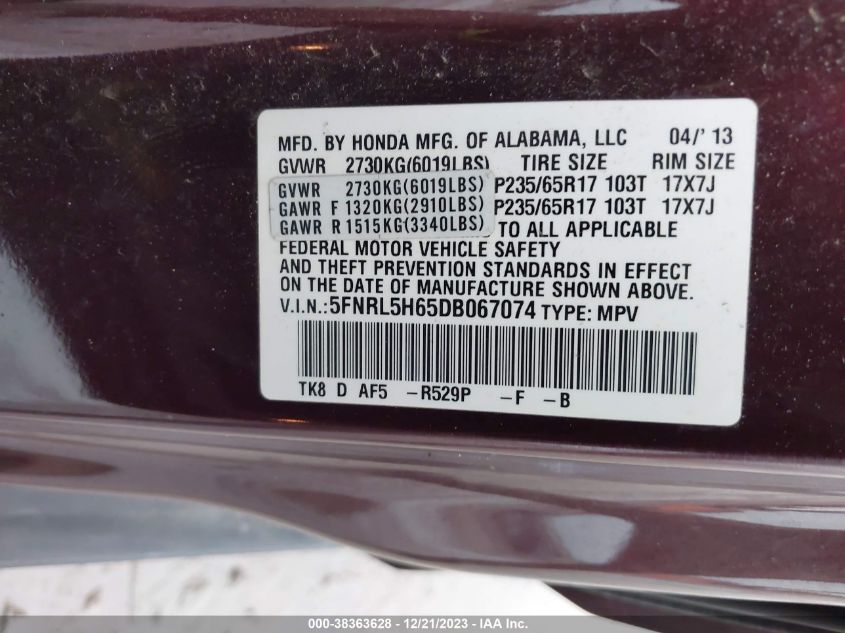 MFD. BY HONDA MFG. OF ALABAMA, LLC 04/'13
GVWR 2730KG(6019LBS) TIRE SIZE RIM SIZE
GVWR 2730KG(6019LBS) P235/65R17 103T 17X7J
GAWR F 1320KG(2910LBS) P235/65R17 103T 17X7J
GAWR R 1515KG(3340LBS) TO ALL APPLICABLE
FEDERAL MOTOR VEHICLE SAFETY
AND THEFT PREVENTION STANDARDS IN EFFECT
ON THE DATE OF MANUFACTURE SHOWN ABOVE.
V.I.N.:5FNRL5H65DB067074 TYPE: MPV
TK8 D AF5 -R529P -F -B
000-38363628 - 12/21/2023 - IAA Inc.